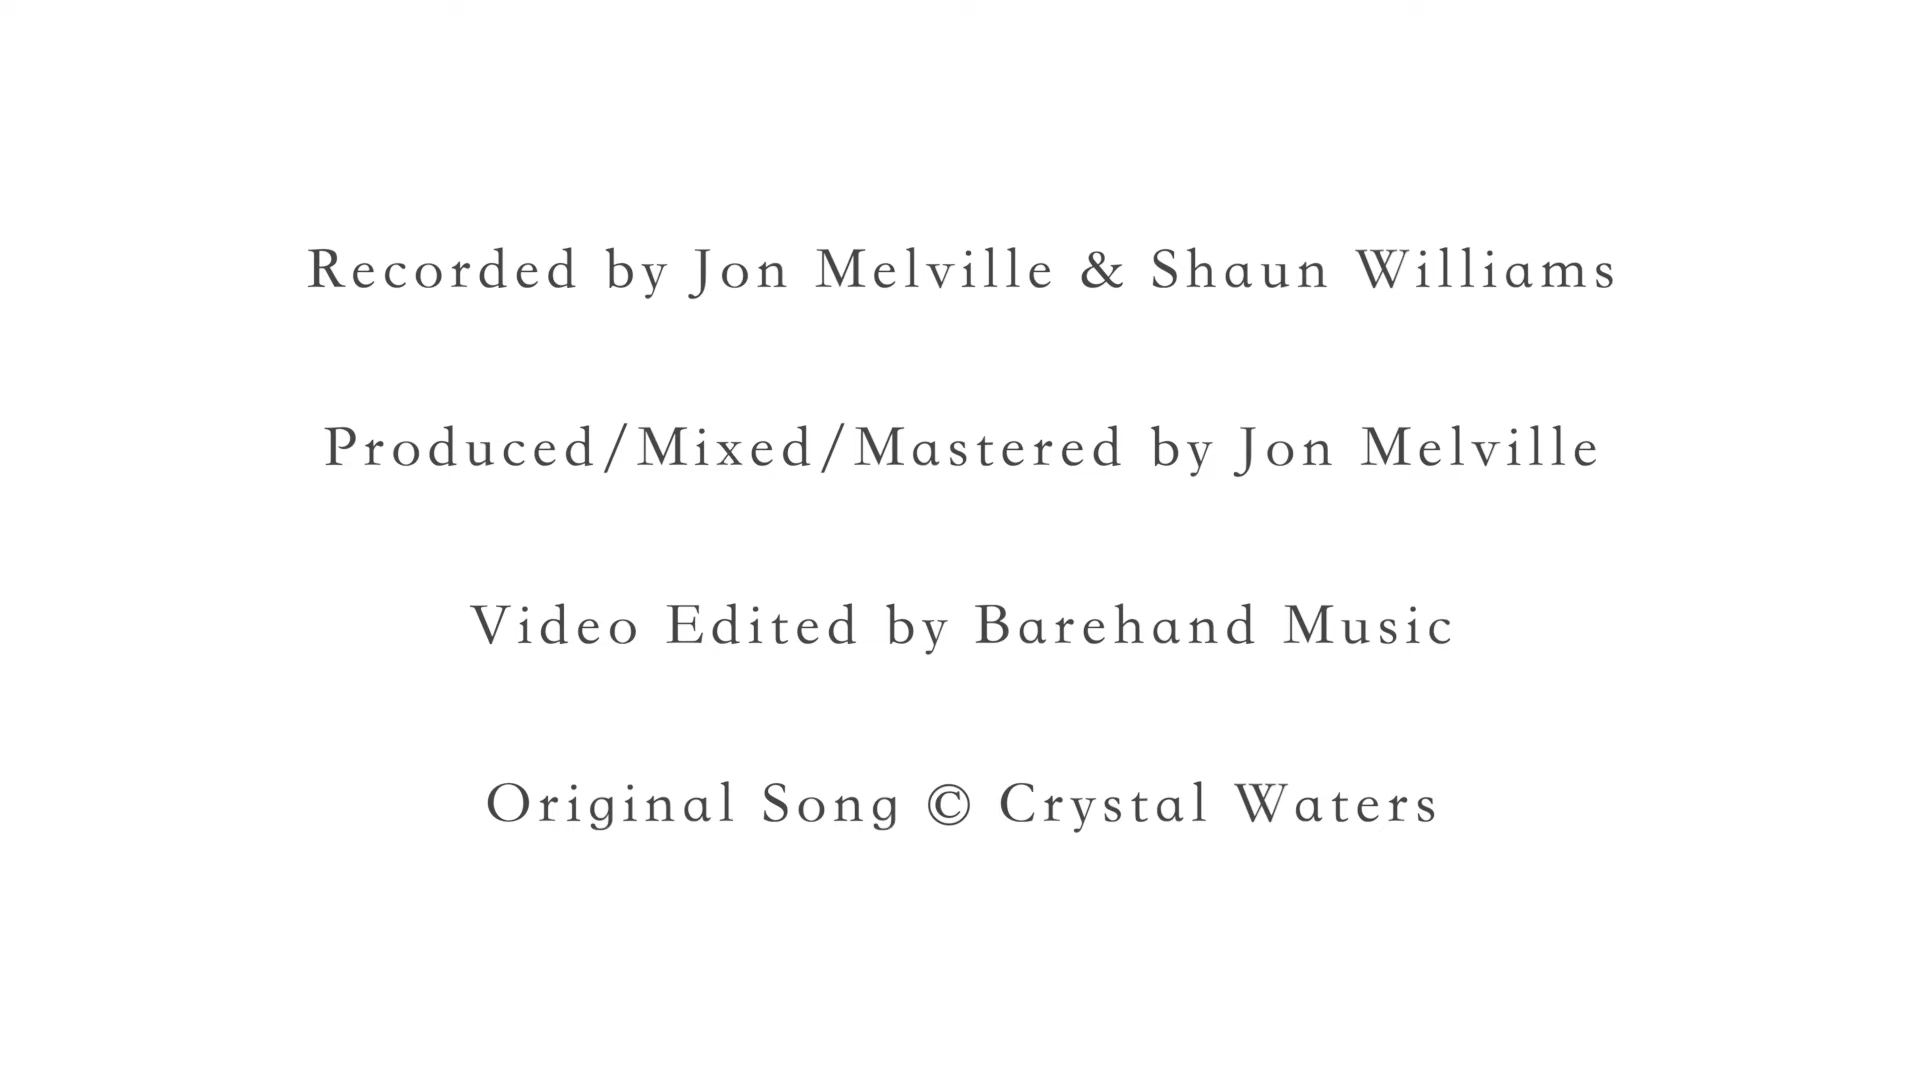 Recorded by Jon Melville & Shaun Williams
Produced/Mixed/Mastered by Jon Melville
Video Edited by Barehand Music
Original Song © Crystal Waters